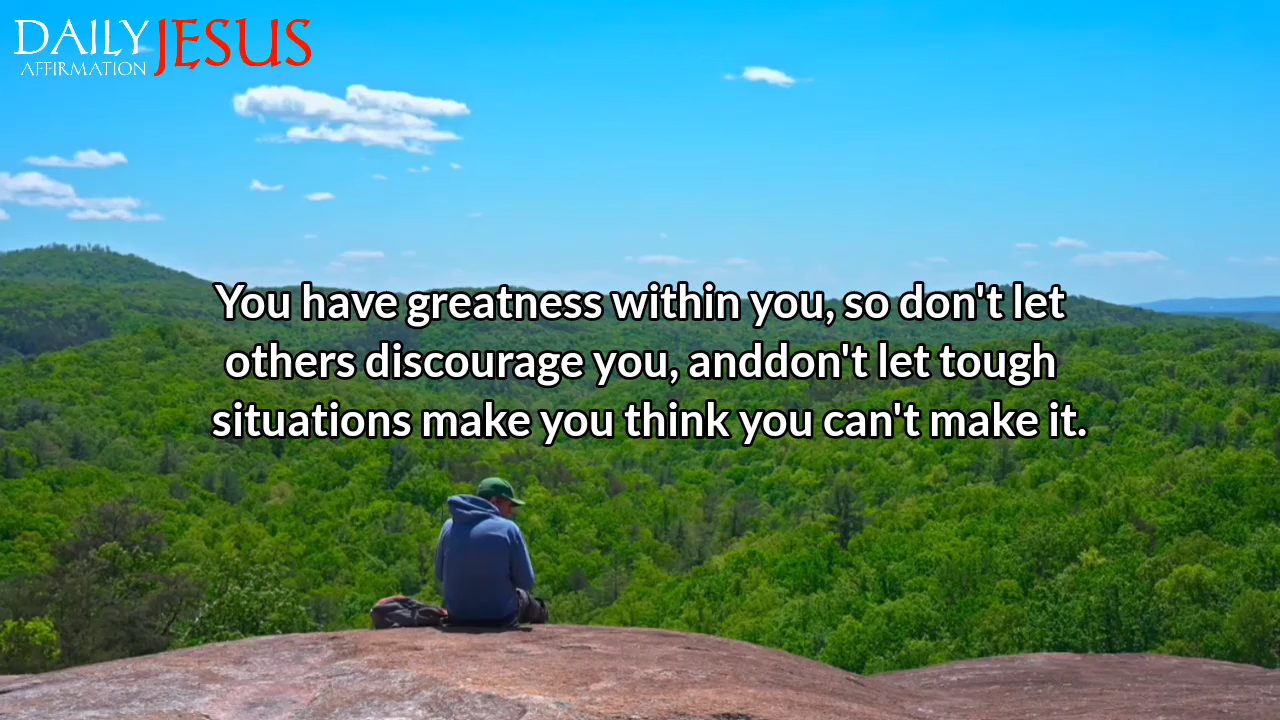 DAILY JESUS
AFFIRMATION
You have greatness within you, so don't let
others discourage you, anddon't let tough
situations make you think you can't make it.